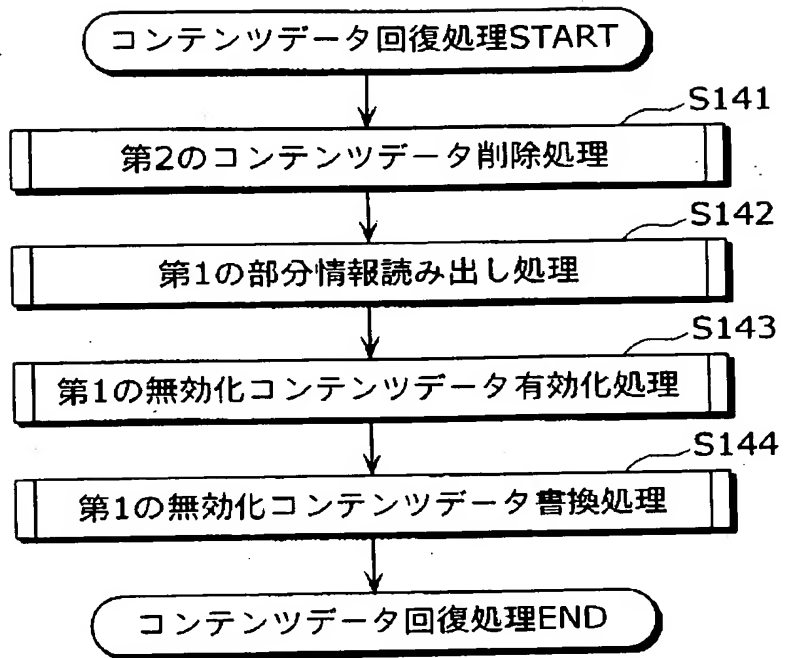 コンテンツデータ回復処理START
S141
第2のコンテンツデータ削除処理
S142
第1の部分情報読み出し処理
S143
第1の無効化コンテンツデータ有効化処理
S144
第1の無効化コンテンツデータ書換処理
コンテンツデータ回復処理END